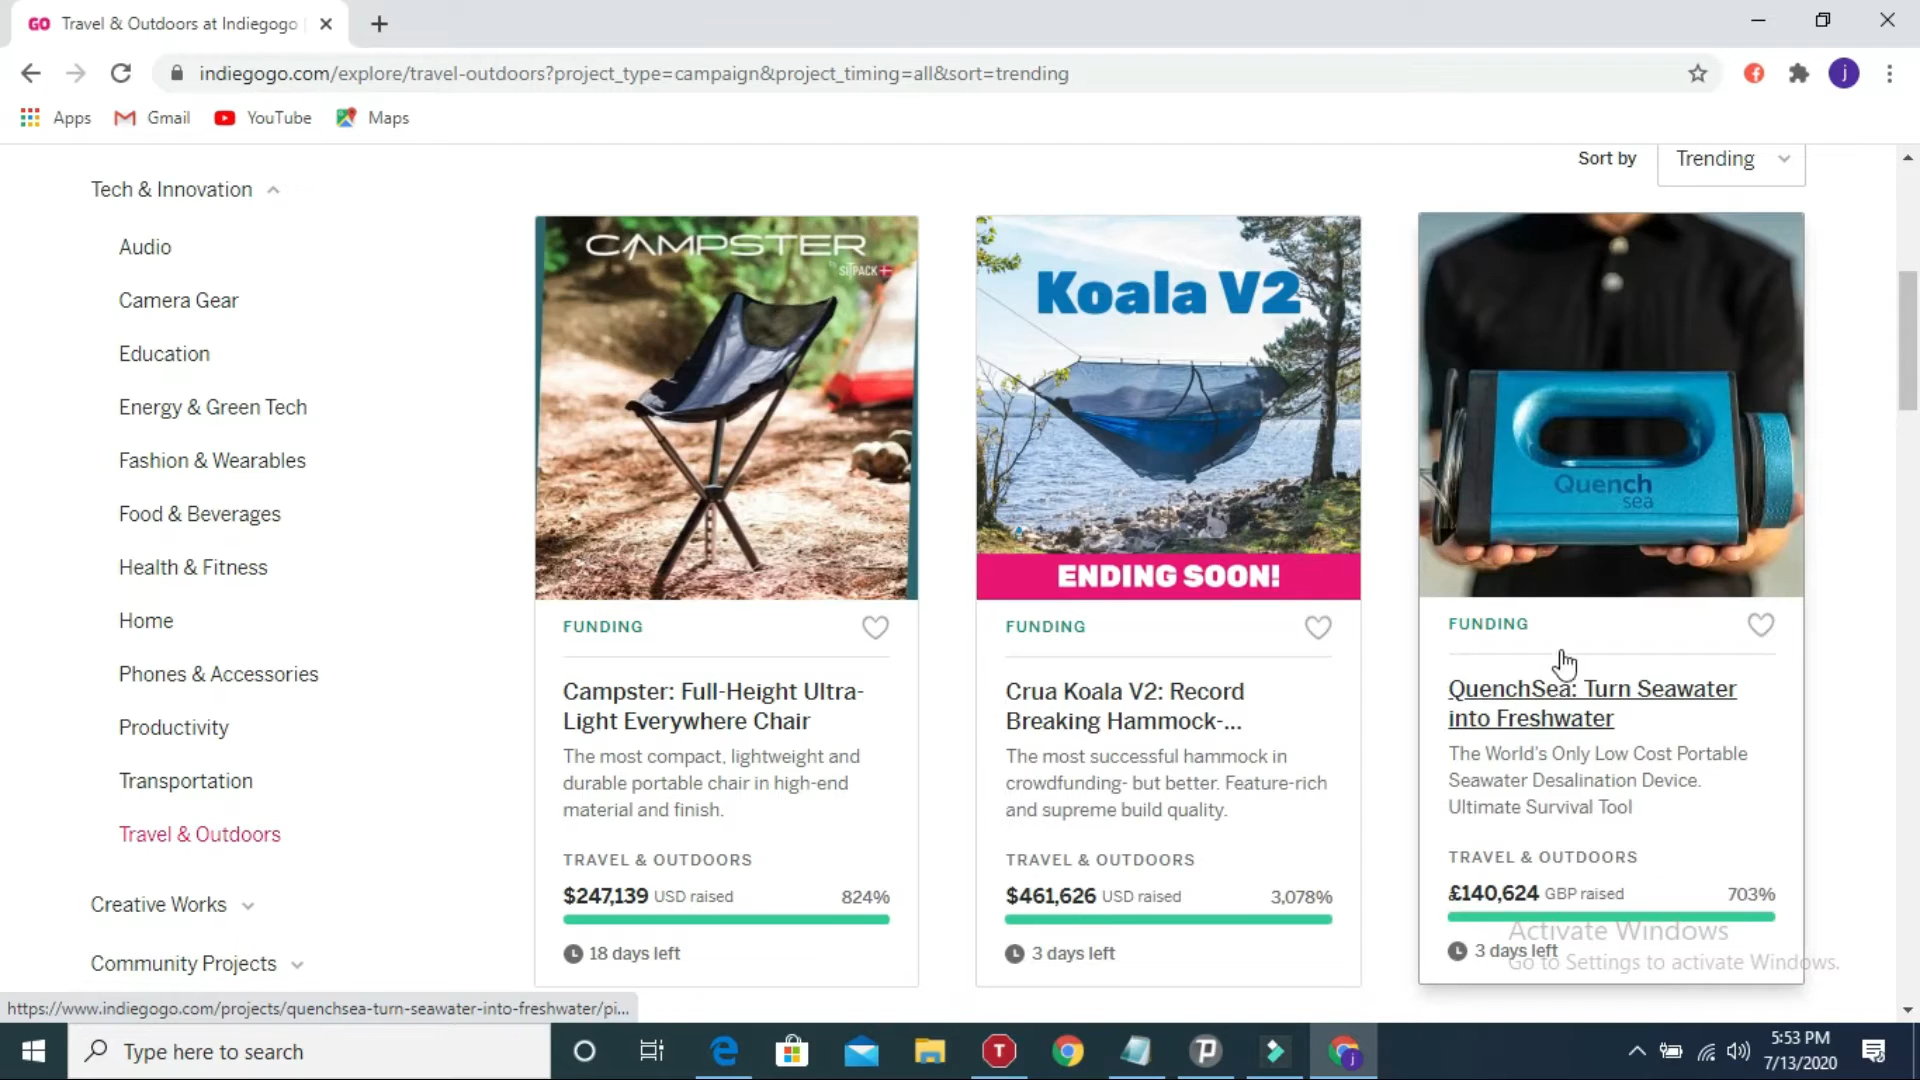 GO Travel & Outdoors at Indiegogo
indiegogo.com/explore/travel-outdoors?project_type=campaign&project_timing=all&sort=trending
j
Apps Gmail YouTube Maps
Sort by Trending
Tech & Innovation
Audio
Camera Gear
Education
Energy & Green Tech
Fashion & Wearables
Food & Beverages
Health & Fitness
Home
Phones & Accessories
Productivity
Transportation
Travel & Outdoors
Creative Works
Community Projects
CAMPSTER
by SITPACK
FUNDING
Campster: Full-Height Ultra-
Light Everywhere Chair
The most compact, lightweight and
durable portable chair in high-end
material and finish.
TRAVEL & OUTDOORS
$247,139 USD raised 824%
18 days left
Koala V2
ENDING SOON!
FUNDING
Crua Koala V2: Record
Breaking Hammock-...
The most successful hammock in
crowdfunding- but better. Feature-rich
and supreme build quality.
TRAVEL & OUTDOORS
$461,626 USD raised 3,078%
3 days left
Quench
sea
FUNDING
QuenchSea: Turn Seawater
into Freshwater
The World's Only Low Cost Portable
Seawater Desalination Device.
Ultimate Survival Tool
TRAVEL & OUTDOORS
£140,624 GBP raised 703%
3 days left
Activate Windows
Go to Settings to activate Windows.
https://www.indiegogo.com/projects/quenchsea-turn-seawater-into-freshwater/pi...
Type here to search
5:53 PM
7/13/2020